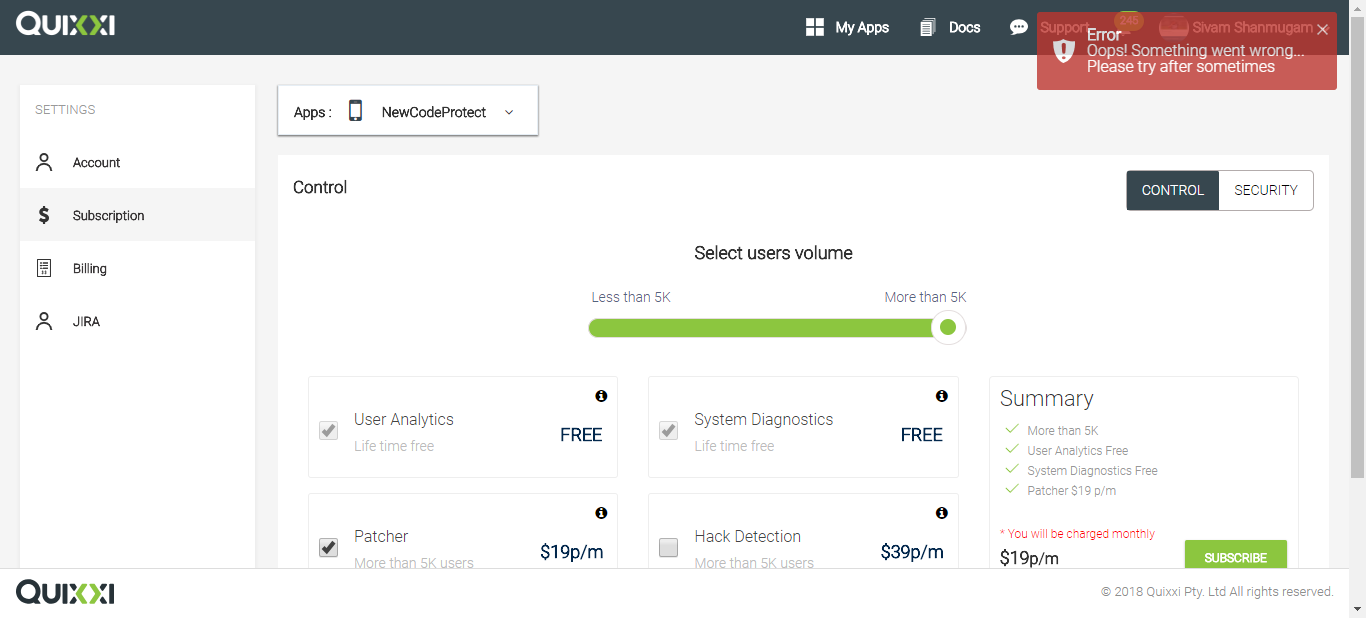 QUIXXI
My Apps
Docs
Support
245
Sivam Shanmugam
Error
Oops! Something went wrong...
Please try after sometimes
SETTINGS
Account
Subscription
Billing
JIRA
Apps :
NewCodeProtect
Control
CONTROL
SECURITY
Select users volume
Less than 5K
More than 5K
User Analytics
Life time free
FREE
System Diagnostics
Life time free
FREE
Patcher
More than 5K users
$19p/m
Hack Detection
More than 5K users
$39p/m
Summary
More than 5K
User Analytics Free
System Diagnostics Free
Patcher $19 p/m
* You will be charged monthly
$19p/m
SUBSCRIBE
QUIXXI
© 2018 Quixxi Pty. Ltd All rights reserved.